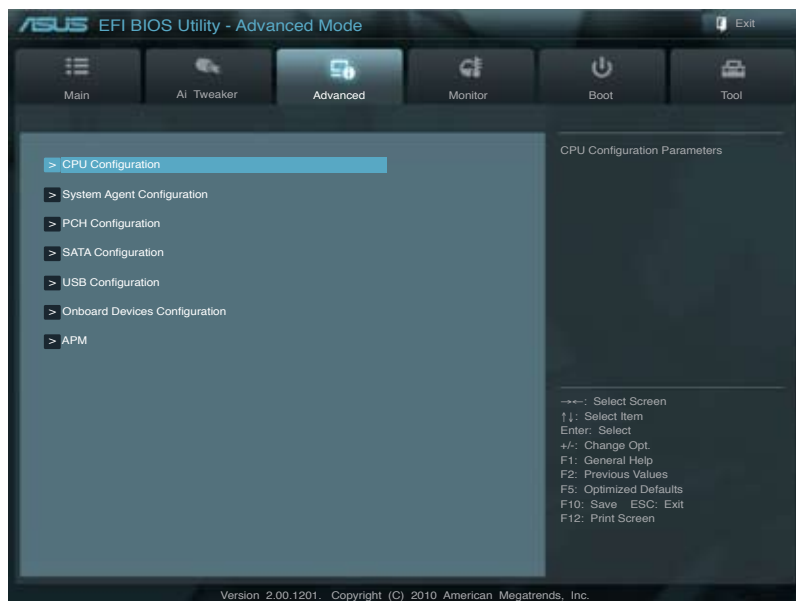 ASUS EFI BIOS Utility - Advanced Mode
Exit
Main
Ai Tweaker
Advanced
Monitor
Boot
Tool
> CPU Configuration
> System Agent Configuration
> PCH Configuration
> SATA Configuration
> USB Configuration
> Onboard Devices Configuration
> APM
CPU Configuration Parameters
→←: Select Screen
↑↓: Select Item
Enter: Select
+/-: Change Opt.
F1: General Help
F2: Previous Values
F5: Optimized Defaults
F10: Save ESC: Exit
F12: Print Screen
Version 2.00.1201. Copyright (C) 2010 American Megatrends, Inc.